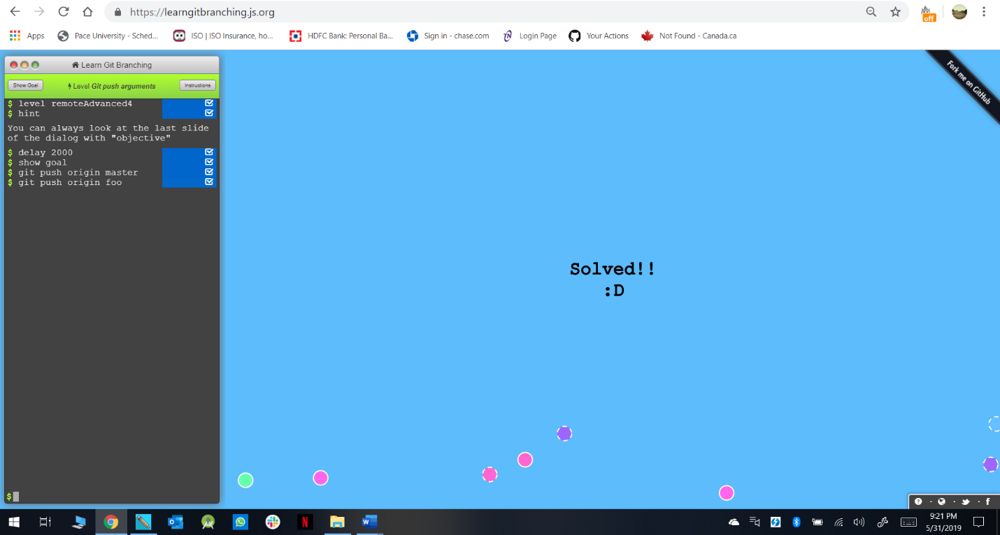 https://learngitbranching.js.org
off
Apps
Pace University - Sched...
ISO | ISO Insurance, ho...
HDFC Bank: Personal Ba...
Sign in - chase.com
Login Page
Your Actions
Not Found - Canada.ca
Learn Git Branching
Show Goal
Level Git push arguments
Instructions
$ level remoteAdvanced4
$ hint
You can always look at the last slide
of the dialog with "objective"
$ delay 2000
$ show goal
$ git push origin master
$ git push origin foo
$
Fork me on GitHub
Solved!!
:D
9:21 PM
5/31/2019